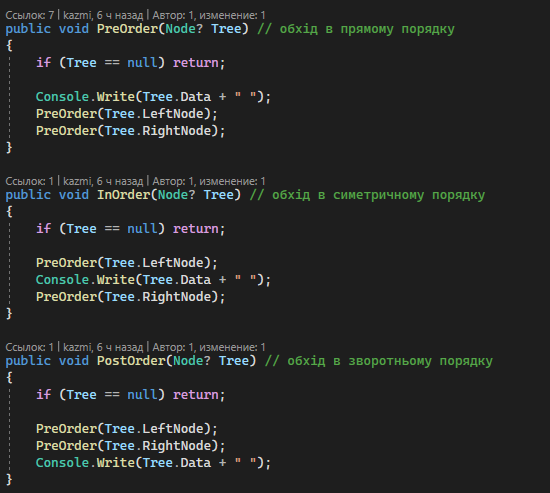 Ссылок: 7 | kazmi, 6 ч назад | Автор: 1, изменение: 1
public void PreOrder(Node? Tree) // обхід в прямому порядку
{
    if (Tree == null) return;

    Console.Write(Tree.Data + " ");
    PreOrder(Tree.LeftNode);
    PreOrder(Tree.RightNode);
}

Ссылок: 1 | kazmi, 6 ч назад | Автор: 1, изменение: 1
public void InOrder(Node? Tree) // обхід в симетричному порядку
{
    if (Tree == null) return;

    PreOrder(Tree.LeftNode);
    Console.Write(Tree.Data + " ");
    PreOrder(Tree.RightNode);
}

Ссылок: 1 | kazmi, 6 ч назад | Автор: 1, изменение: 1
public void PostOrder(Node? Tree) // обхід в зворотньому порядку
{
    if (Tree == null) return;

    PreOrder(Tree.LeftNode);
    PreOrder(Tree.RightNode);
    Console.Write(Tree.Data + " ");
}